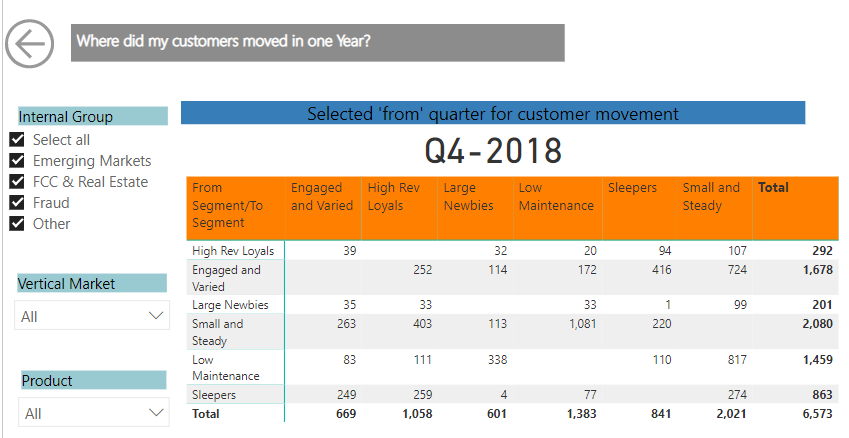 Where did my customers moved in one Year?
Internal Group
Select all
Emerging Markets
FCC & Real Estate
Fraud
Other
Vertical Market
All
Product
All
Selected 'from' quarter for customer movement
Q4-2018
From Segment/To Segment Engaged and Varied High Rev Loyals Large Newbies Low Maintenance Sleepers Small and Steady Total
High Rev Loyals 39 32 20 94 107 292
Engaged and Varied 252 114 172 416 724 1,678
Large Newbies 35 33 33 1 99 201
Small and Steady 263 403 113 1,081 220 2,080
Low Maintenance 83 111 338 110 817 1,459
Sleepers 249 259 4 77 274 863
Total 669 1,058 601 1,383 841 2,021 6,573